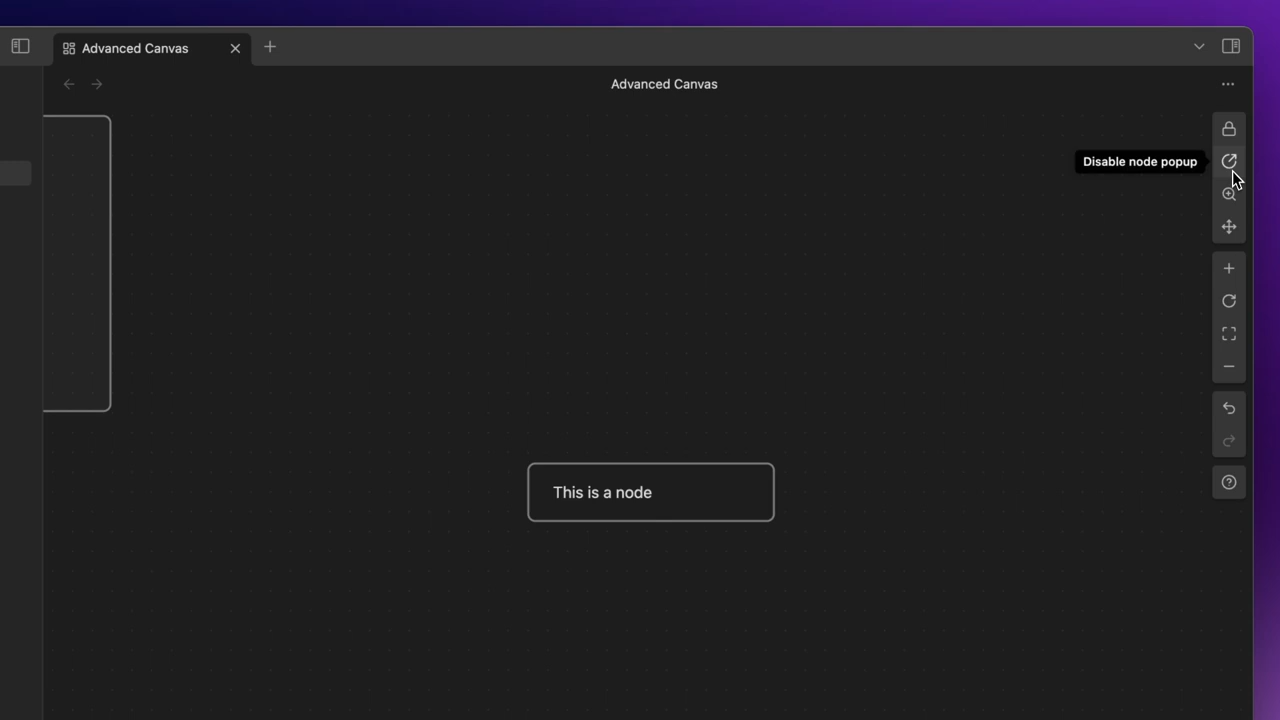 Advanced Canvas
Advanced Canvas
Disable node popup
This is a node